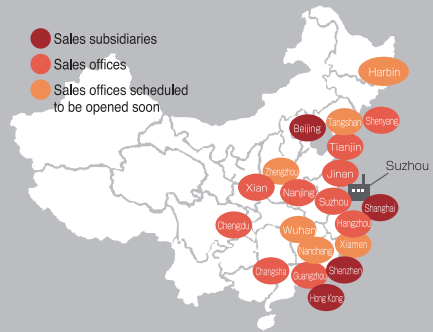 Sales subsidiaries
Sales offices
Sales offices scheduled
to be opened soon
Harbin
Beijing
Tangshan
Shenyang
Tianjin
Suzhou
Zhengzhou
Jinan
Xian
Nanjing
Suzhou
Shanghai
Chengdu
Hangzhou
Wuhan
Xiamen
Nanchang
Changsha
Guangzhou
Shenzhen
Hong Kong